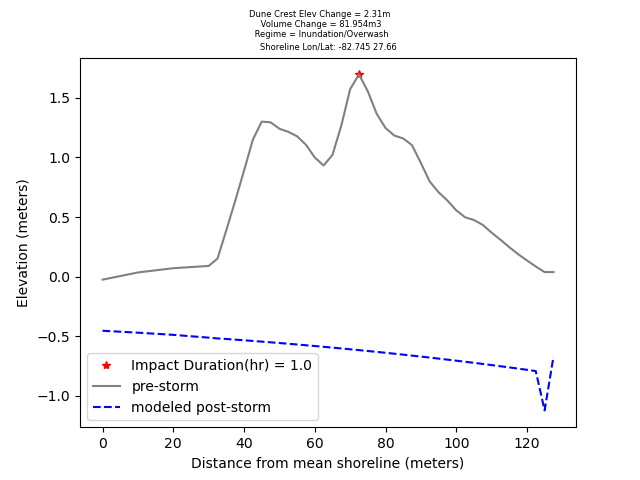 Dune Crest Elev Change = 2.31m
Volume Change = 81.954m3
Regime = Inundation/Overwash
Shoreline Lon/Lat: -82.745 27.66
1.5
1.0
0.5
0.0
−0.5
−1.0
Elevation (meters)
Impact Duration(hr) = 1.0
pre-storm
modeled post-storm
0 20 40 60 80 100 120
Distance from mean shoreline (meters)